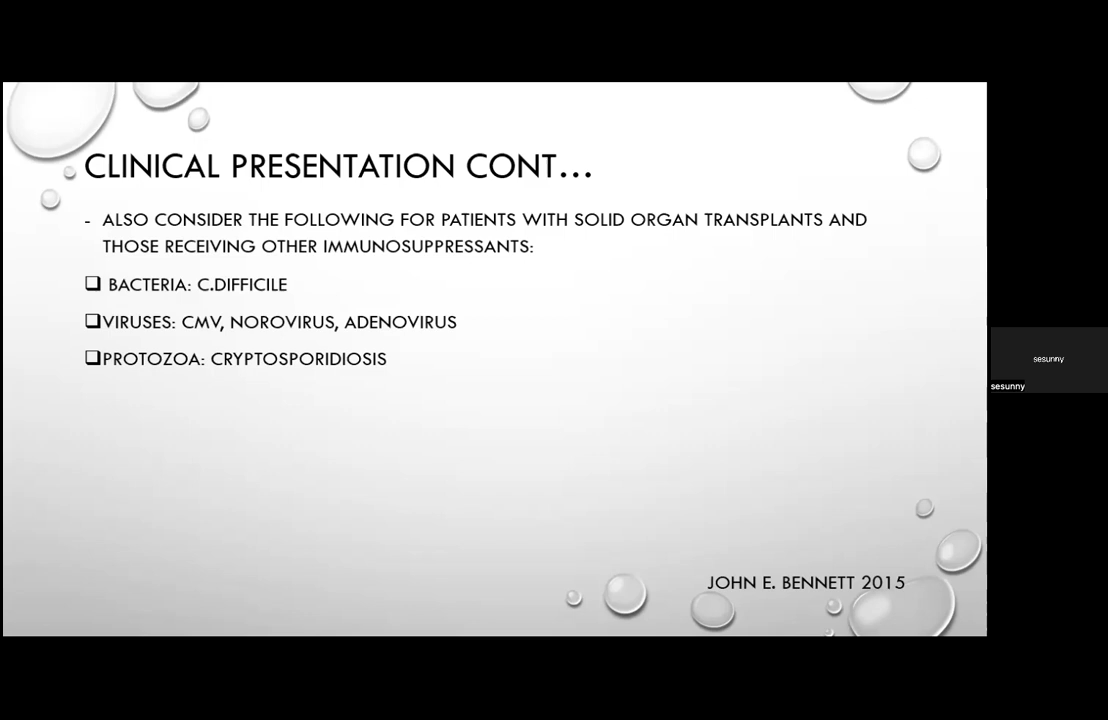 CLINICAL PRESENTATION CONT...
- ALSO CONSIDER THE FOLLOWING FOR PATIENTS WITH SOLID ORGAN TRANSPLANTS AND
THOSE RECEIVING OTHER IMMUNOSUPPRESSANTS:
❑ BACTERIA: C.DIFFICILE
❑VIRUSES: CMV, NOROVIRUS, ADENOVIRUS
❑PROTOZOA: CRYPTOSPORIDIOSIS
JOHN E. BENNETT 2015
sesunny
sesunny